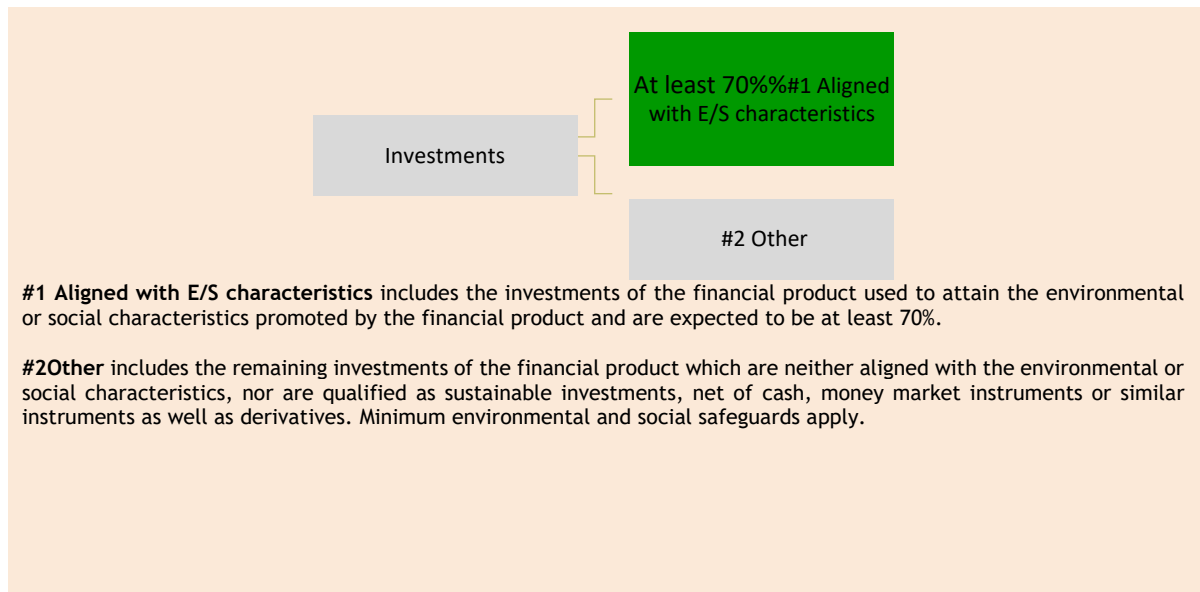 At least 70%%#1 Aligned
with E/S characteristics
Investments
#2 Other
#1 Aligned with E/S characteristics includes the investments of the financial product used to attain the environmental
or social characteristics promoted by the financial product and are expected to be at least 70%.
#2Other includes the remaining investments of the financial product which are neither aligned with the environmental or
social characteristics, nor are qualified as sustainable investments, net of cash, money market instruments or similar
instruments as well as derivatives. Minimum environmental and social safeguards apply.